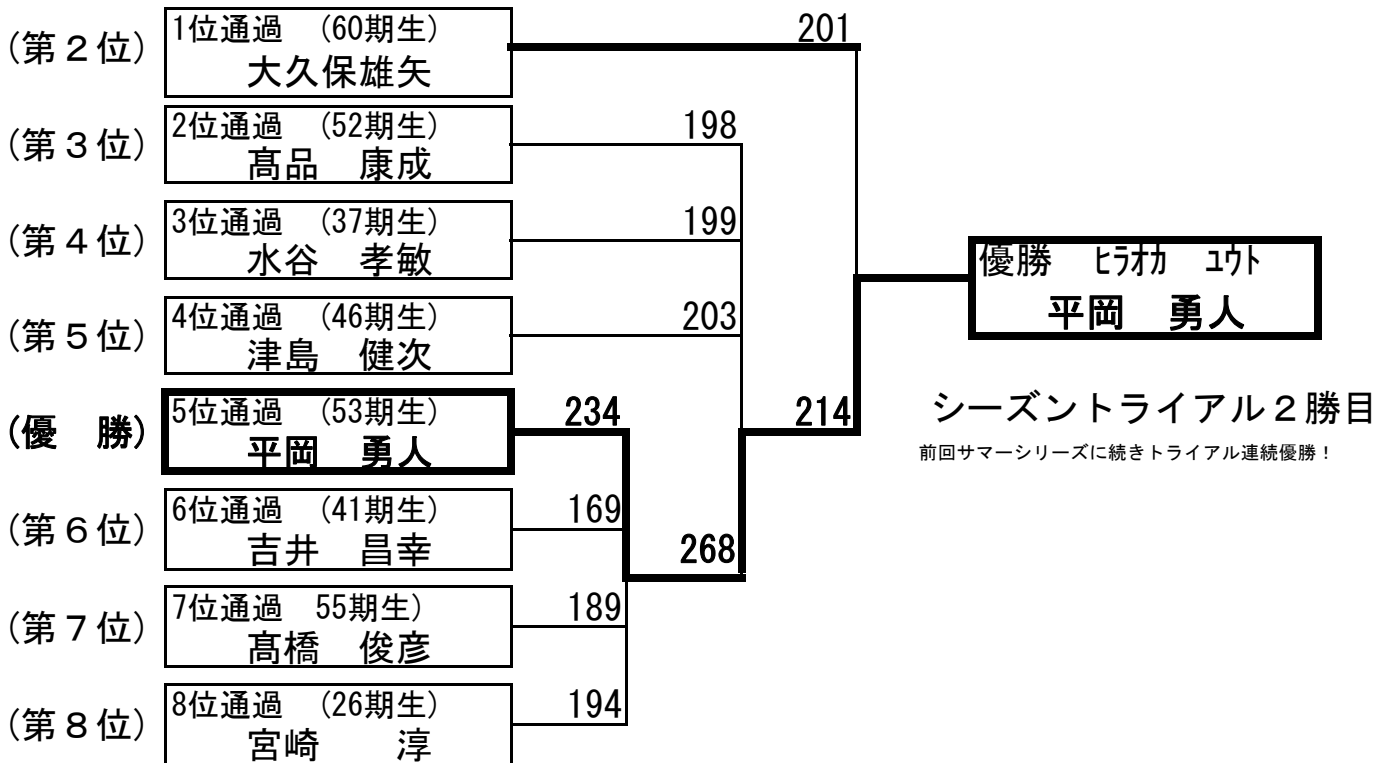 (第２位) 1位通過　(60期生) 201
大久保雄矢
(第３位) 2位通過　(52期生) 198
髙品　康成
(第４位) 3位通過　(37期生) 199
水谷　孝敏
(第５位) 4位通過　(46期生) 203
津島　健次
(優　勝) 5位通過　(53期生) 234 214
平岡　勇人
(第６位) 6位通過　(41期生) 169
吉井　昌幸
268
(第７位) 7位通過　55期生) 189
髙橋　俊彦
(第８位) 8位通過　(26期生) 194
宮崎　　淳
優勝　ﾋﾗｵｶ　ﾕｳﾄ
平岡　勇人
シーズントライアル２勝目
前回サマーシリーズに続きトライアル連続優勝！